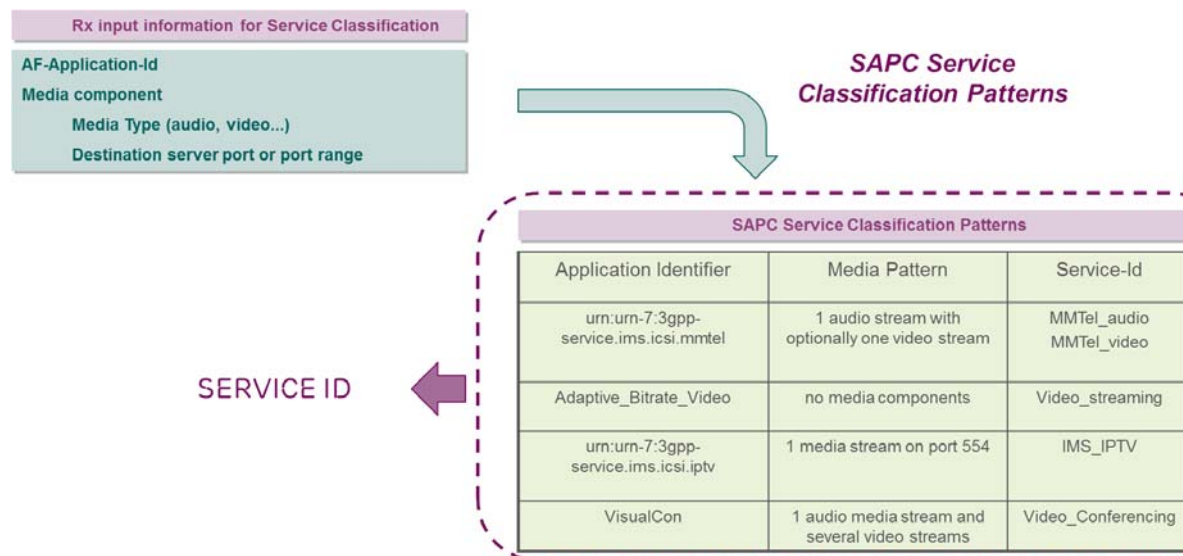 Rx input information for Service Classification
AF-Application-Id
Media component
Media Type (audio, video...)
Destination server port or port range
SAPC Service
Classification Patterns
SAPC Service Classification Patterns
Application Identifier
Media Pattern
Service-Id
urn:urn-7:3gpp-
service.ims.icsi.mmtel
1 audio stream with
optionally one video stream
MMTel_audio
MMTel_video
Adaptive_Bitrate_Video
no media components
Video_streaming
urn:urn-7:3gpp-
service.ims.icsi.iptv
1 media stream on port 554
IMS_IPTV
VisualCon
1 audio media stream and
several video streams
Video_Conferencing
SERVICE ID